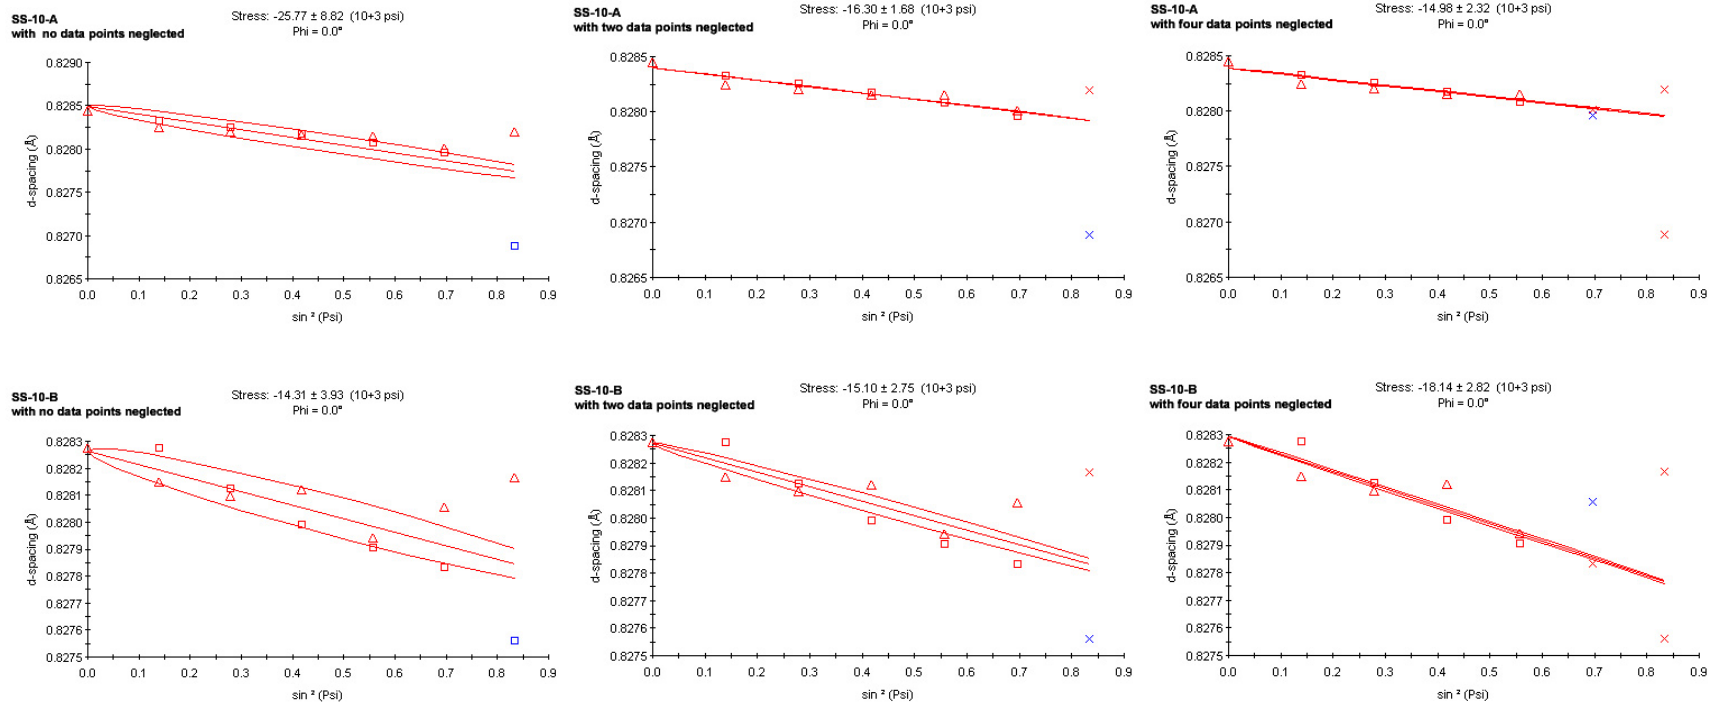 SS-10-A
with no data points neglected
Stress: -25.77 ± 8.82 (10+3 psi)
Phi = 0.0°
d-spacing (Å)
0.8290
0.8285
0.8280
0.8275
0.8270
0.8265
0.0 0.1 0.2 0.3 0.4 0.5 0.6 0.7 0.8 0.9
sin ² (Psi)
SS-10-A
with two data points neglected
Stress: -16.30 ± 1.68 (10+3 psi)
Phi = 0.0°
d-spacing (Å)
0.8285
0.8280
0.8275
0.8270
0.8265
0.0 0.1 0.2 0.3 0.4 0.5 0.6 0.7 0.8 0.9
sin ² (Psi)
SS-10-A
with four data points neglected
Stress: -14.98 ± 2.32 (10+3 psi)
Phi = 0.0°
d-spacing (Å)
0.8285
0.8280
0.8275
0.8270
0.8265
0.0 0.1 0.2 0.3 0.4 0.5 0.6 0.7 0.8 0.9
sin ² (Psi)
SS-10-B
with no data points neglected
Stress: -14.31 ± 3.93 (10+3 psi)
Phi = 0.0°
d-spacing (Å)
0.8283
0.8282
0.8281
0.8280
0.8279
0.8278
0.8277
0.8276
0.8275
0.0 0.1 0.2 0.3 0.4 0.5 0.6 0.7 0.8 0.9
sin ² (Psi)
SS-10-B
with two data points neglected
Stress: -15.10 ± 2.75 (10+3 psi)
Phi = 0.0°
d-spacing (Å)
0.8283
0.8282
0.8281
0.8280
0.8279
0.8278
0.8277
0.8276
0.8275
0.0 0.1 0.2 0.3 0.4 0.5 0.6 0.7 0.8 0.9
sin ² (Psi)
SS-10-B
with four data points neglected
Stress: -18.14 ± 2.82 (10+3 psi)
Phi = 0.0°
d-spacing (Å)
0.8283
0.8282
0.8281
0.8280
0.8279
0.8278
0.8277
0.8276
0.8275
0.0 0.1 0.2 0.3 0.4 0.5 0.6 0.7 0.8 0.9
sin ² (Psi)